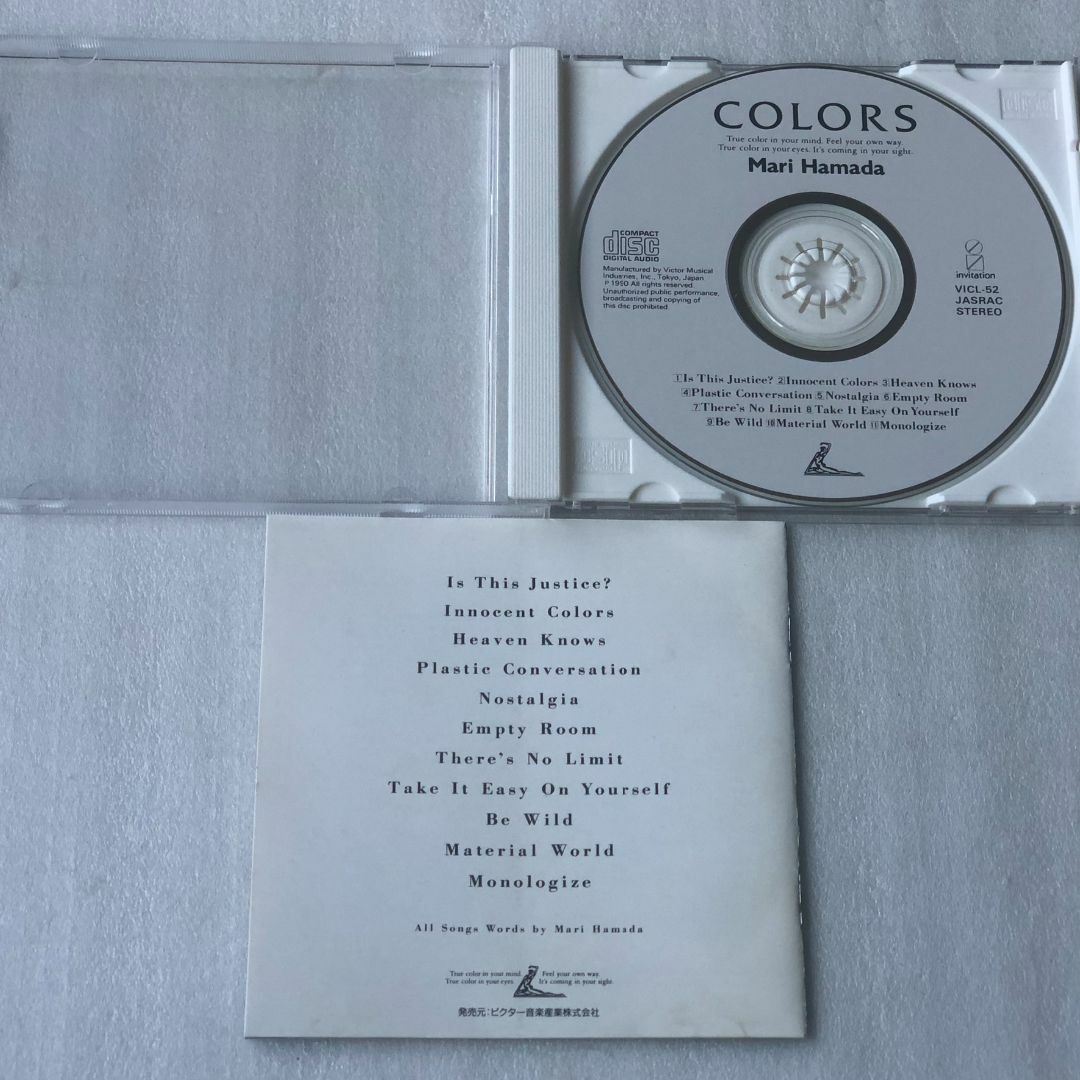 COLORS
True color in your mind. Feel your own way.
True color in your eyes. It's coming in your sight.
Mari Hamada
COMPACT
disc
DIGITAL AUDIO
Manufactured by Victor Musical
Industries, Inc., Tokyo, Japan
℗ 1990 All rights reserved.
Unauthorized public performance,
broadcasting and copying of
this disc prohibited.
invitation
VICL-52
JASRAC
STEREO
1 Is This Justice? 2 Innocent Colors 3 Heaven Knows
4 Plastic Conversation 5 Nostalgia 6 Empty Room
7 There's No Limit 8 Take It Easy On Yourself
9 Be Wild 10 Material World 11 Monologize
Is This Justice?
Innocent Colors
Heaven Knows
Plastic Conversation
Nostalgia
Empty Room
There's No Limit
Take It Easy On Yourself
Be Wild
Material World
Monologize
All Songs Words by Mari Hamada
True color in your mind. Feel your own way.
True color in your eyes. It's coming in your sight.
発売元:ビクター音楽産業株式会社